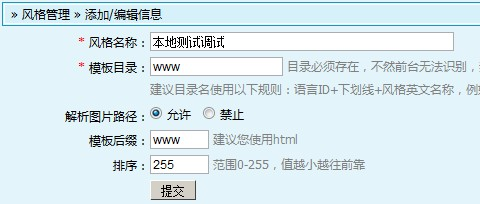 » 风格管理 » 添加/编辑信息
* 风格名称： 本地测试调试
* 模板目录： www 目录必须存在，不然前台无法识别，
建议目录名使用以下规则：语言ID+下划线+风格英文名称，例
解析图片路径： 允许 禁止
模板后缀： www 建议您使用html
排序： 255 范围0-255，值越小越往前靠
提交